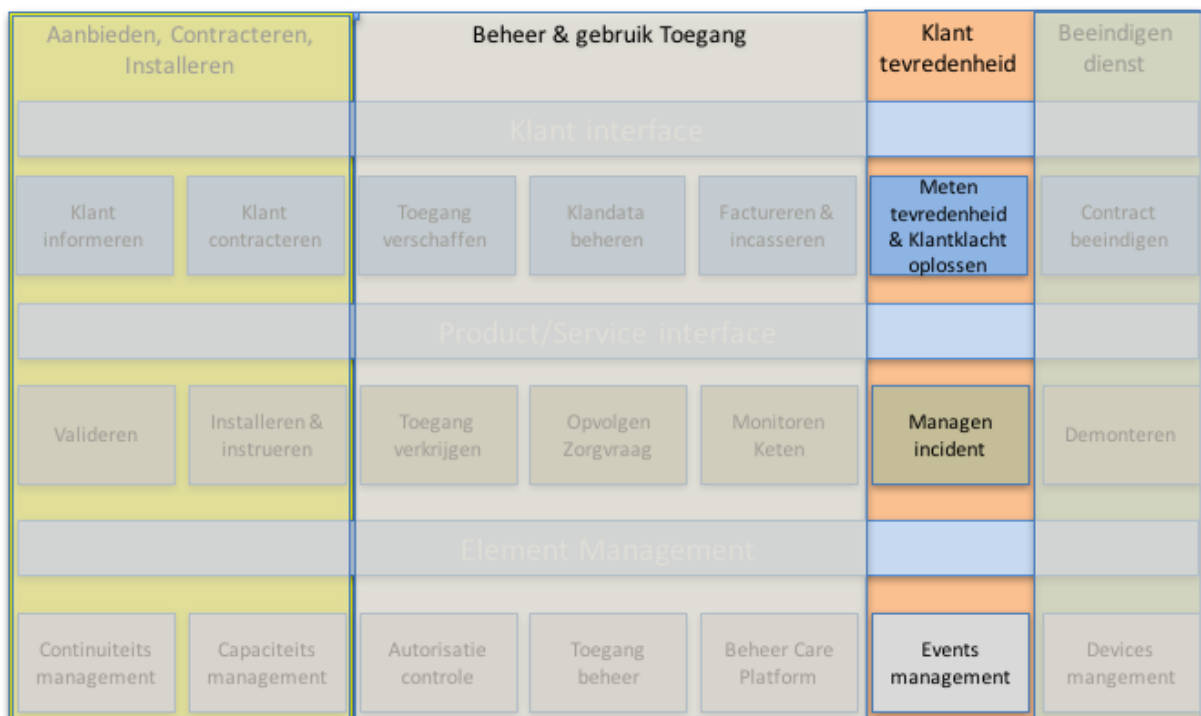 Aanbieden, Contracteren,
Installeren
Beheer & gebruik Toegang
Klant
tevredenheid
Beeindigen
dienst
Klant interface
Klant
informeren
Klant
contracteren
Toegang
verschaffen
Klandata
beheren
Factureren &
incasseren
Meten
tevredenheid
& Klantklacht
oplossen
Contract
beeindigen
Product/Service interface
Valideren
Installeren &
instrueren
Toegang
verkrijgen
Opvolgen
Zorgvraag
Monitoren
Keten
Managen
incident
Demonteren
Element Management
Continuiteits
management
Capaciteits
management
Autorisatie
controle
Toegang
beheer
Beheer Care
Platform
Events
management
Devices
mangement